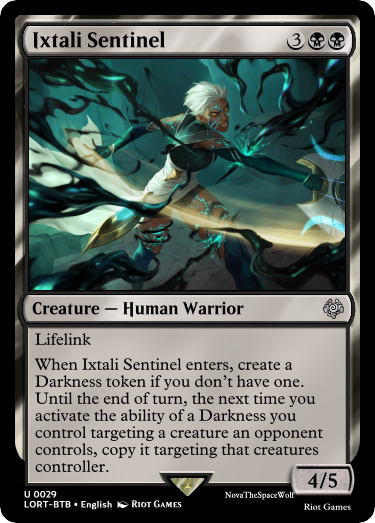 Ixtali Sentinel 3
Creature — Human Warrior
Lifelink
When Ixtali Sentinel enters, create a
Darkness token if you don't have one.
Until the end of turn, the next time you
activate the ability of a Darkness you
control targeting a creature an opponent
controls, copy it targeting that creatures
controller.
4/5
U 0029
LORT-BTB • English Riot Games
NovaTheSpaceWolf
Riot Games